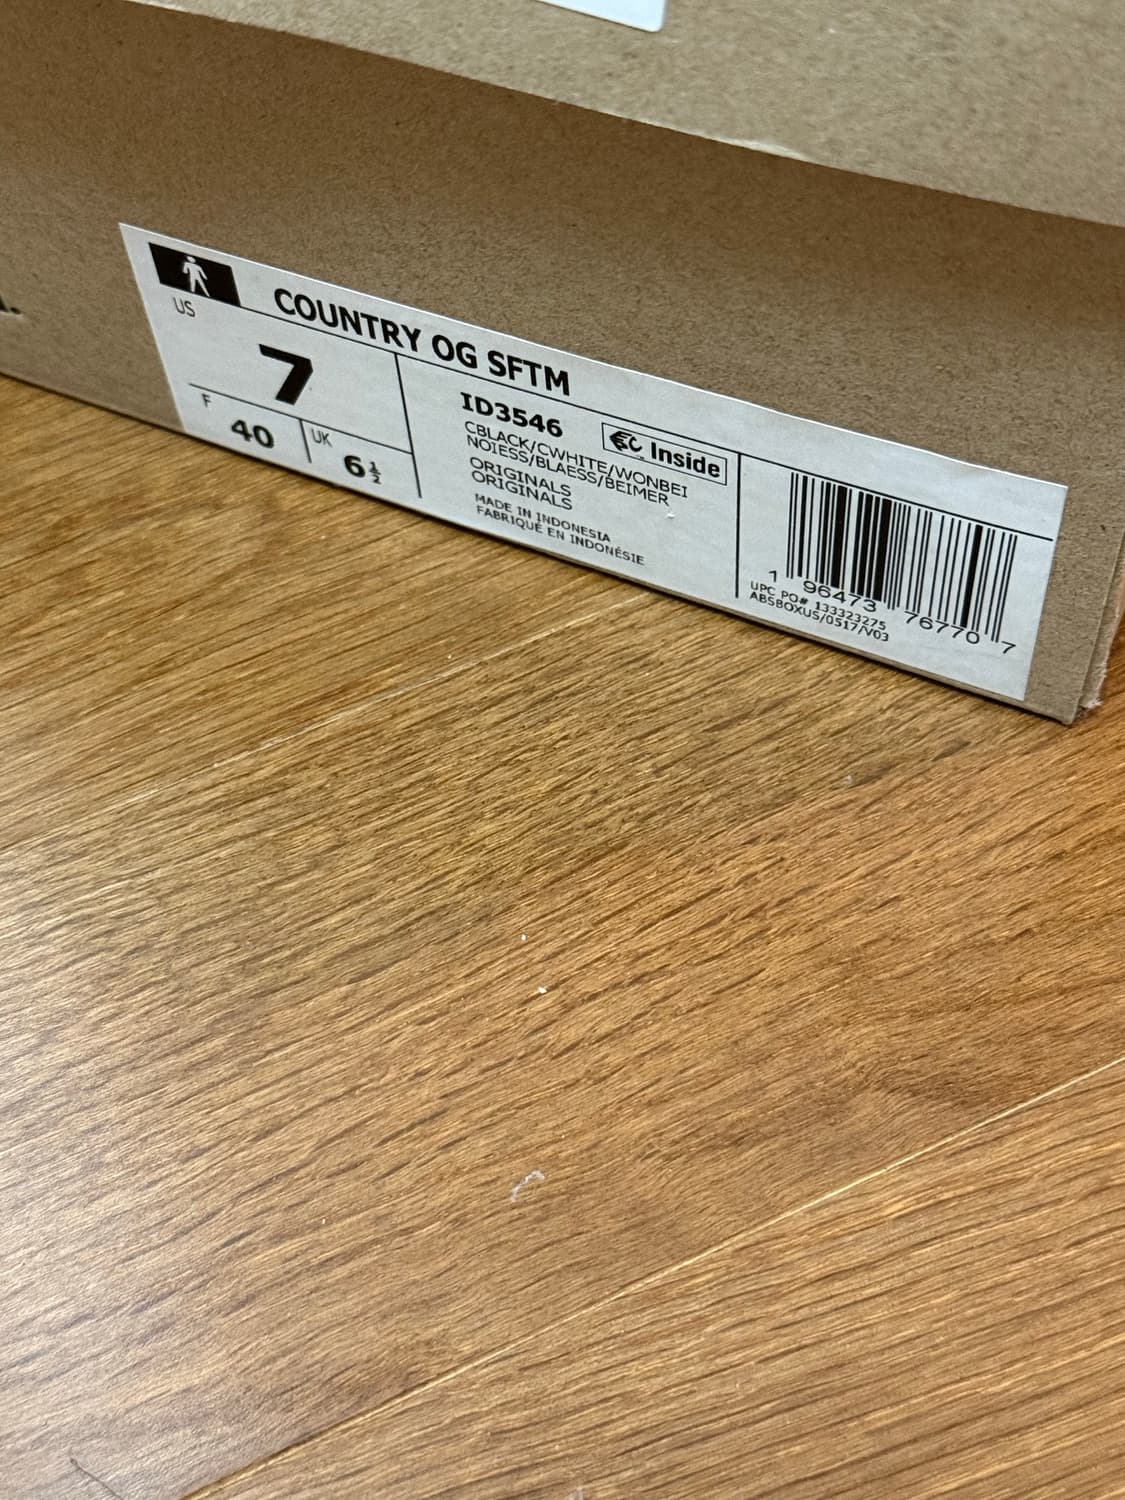 COUNTRY OG SFTM
US
7
F
40
UK
6½
ID3546
Inside
CBLACK/CWHITE/WONBEI
NOIESS/BLAESS/BEIMER
ORIGINALS
ORIGINALS
MADE IN INDONESIA
FABRIQUÉ EN INDONÉSIE
1 96473 76770 7
UPC PO# 133323275
ABSBOXUS/0517/V03